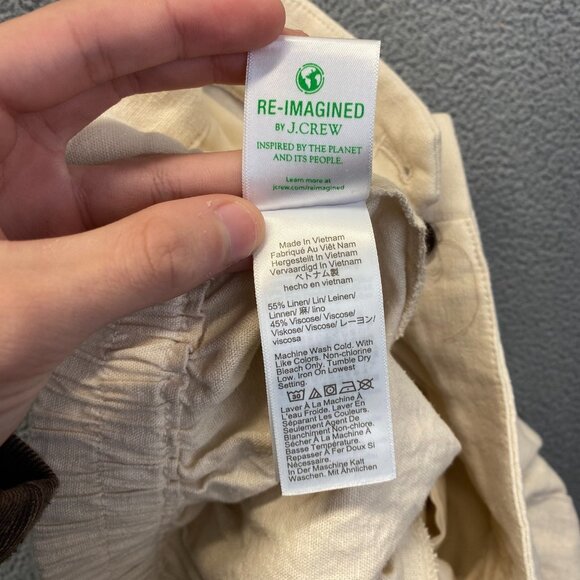 RE-IMAGINED
BY J.CREW
INSPIRED BY THE PLANET
AND ITS PEOPLE.
Learn more at
jcrew.com/reimagined
Made In Vietnam
Fabriqué Au Viêt Nam
Hergestellt In Vietnam
Vervaardigd In Vietnam
ベトナム製
hecho en vietnam
55% Linen/ Lin/ Leinen/
Linnen/ 麻/ lino
45% Viscose/ Viscose/
Viskose/ Viscose/ レーヨン/
viscosa
Machine Wash Cold. With
Like Colors. Non-chlorine
Bleach Only. Tumble Dry
Low. Iron On Lowest
Setting.
30
Laver À La Machine À
L'eau Froide. Laver En
Séparant Les Couleurs.
Seulement Agent De
Blanchiment Non-chlore.
Sécher À La Machine À
Basse Température.
Repasser À Fer Doux Si
Nécessaire.
In Der Maschine Kalt
Waschen. Mit Ähnlichen